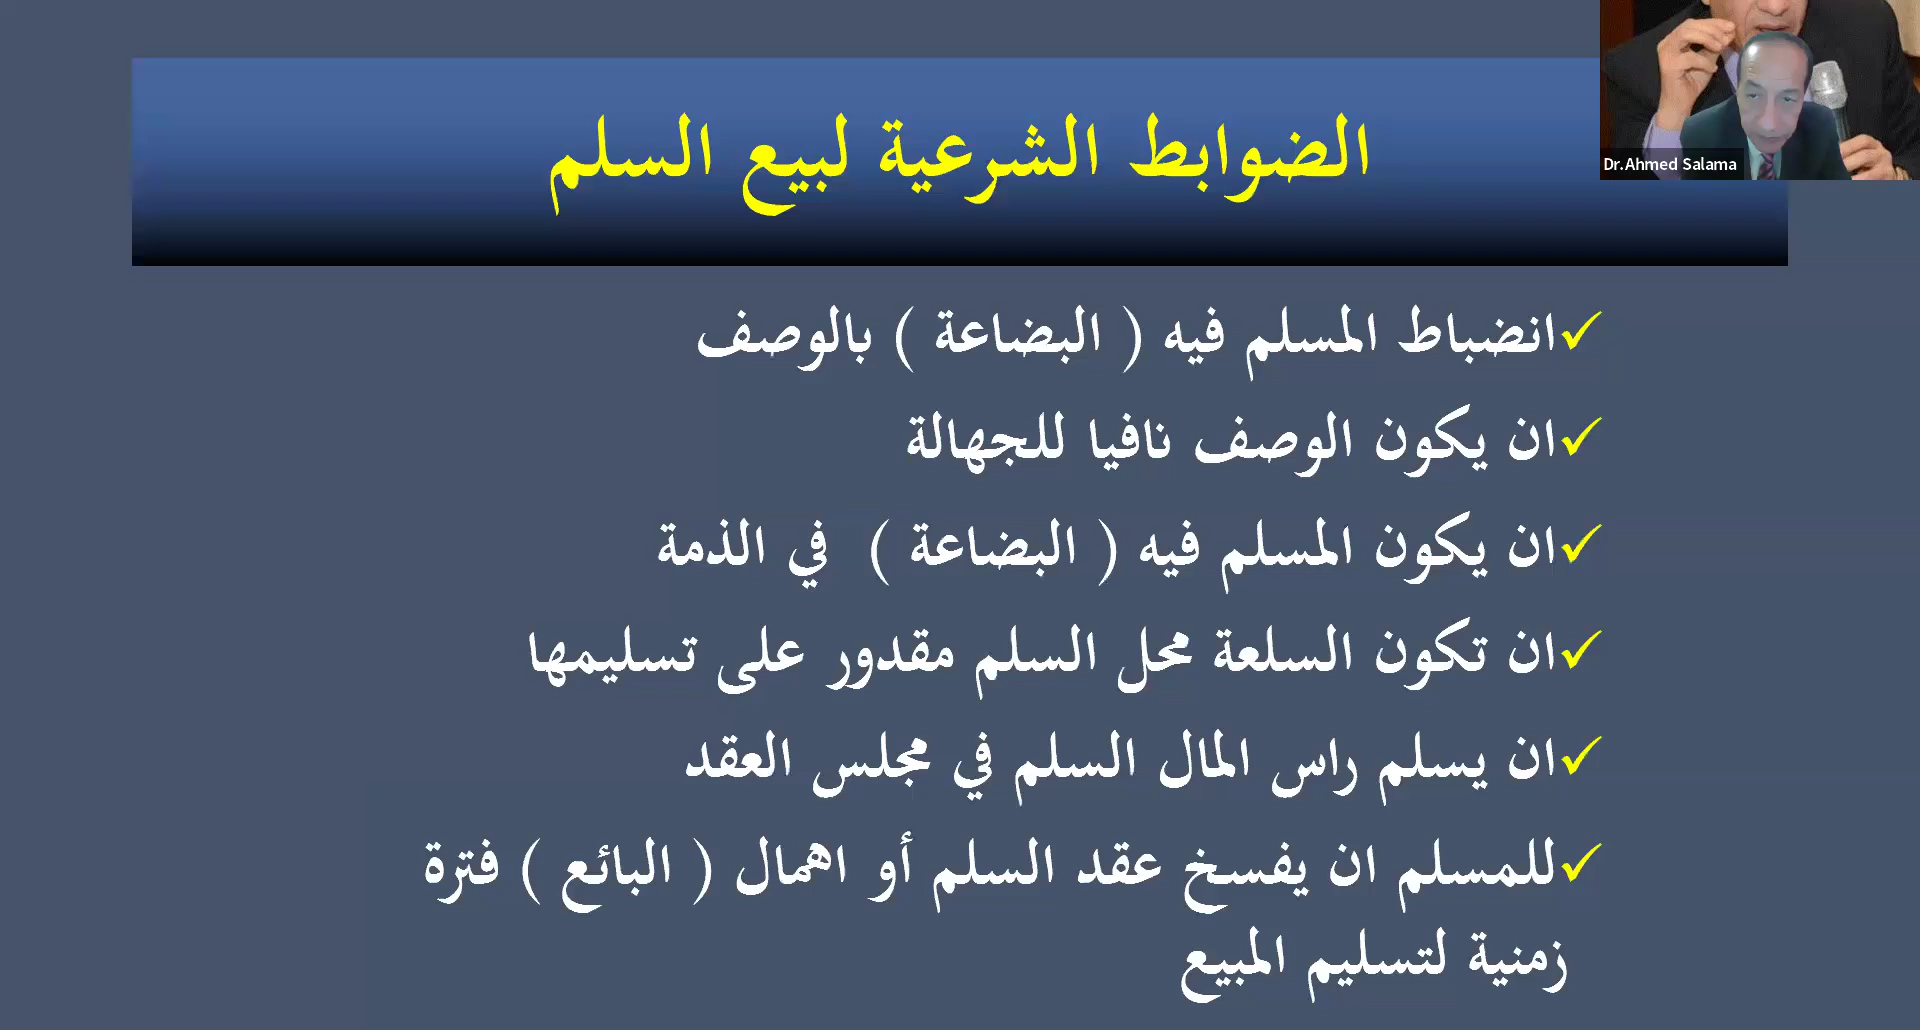 الضوابط الشرعية لبيع السلم
Dr.Ahmed Salama
✓انضباط المسلم فيه ( البضاعة ) بالوصف
✓ان يكون الوصف نافيا للجهالة
✓ان يكون المسلم فيه ( البضاعة ) في الذمة
✓ان تكون السلعة محل السلم مقدور على تسليمها
✓ان يسلم راس المال السلم في مجلس العقد
✓للمسلم ان يفسخ عقد السلم أو اهمال ( البائع ) فترة
زمنية لتسليم المبيع